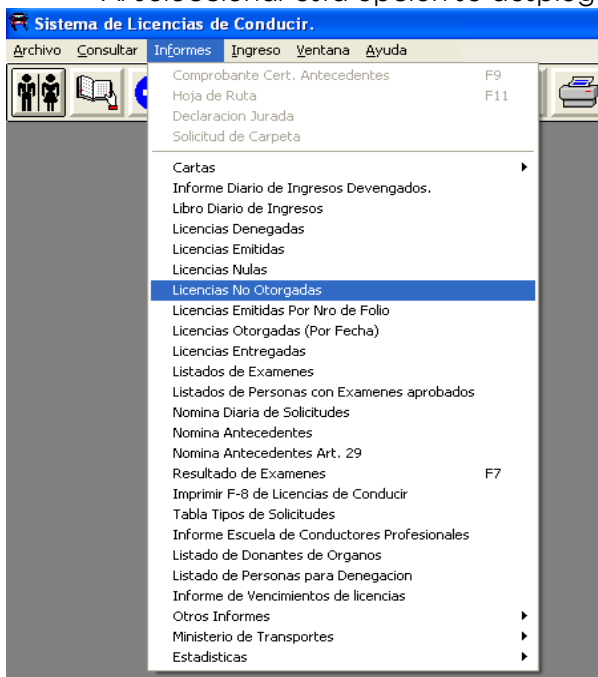 Al seleccionar esta opción te desplog
Sistema de Licencias de Conducir.
Archivo Consultar Informes Ingreso Ventana Ayuda
Comprobante Cert. Antecedentes F9
Hoja de Ruta F11
Declaracion Jurada
Solicitud de Carpeta
Cartas
Informe Diario de Ingresos Devengados.
Libro Diario de Ingresos
Licencias Denegadas
Licencias Emitidas
Licencias Nulas
Licencias No Otorgadas
Licencias Emitidas Por Nro de Folio
Licencias Otorgadas (Por Fecha)
Licencias Entregadas
Listados de Examenes
Listados de Personas con Examenes aprobados
Nomina Diaria de Solicitudes
Nomina Antecedentes
Nomina Antecedentes Art. 29
Resultado de Examenes F7
Imprimir F-8 de Licencias de Conducir
Tabla Tipos de Solicitudes
Informe Escuela de Conductores Profesionales
Listado de Donantes de Organos
Listado de Personas para Denegacion
Informe de Vencimientos de licencias
Otros Informes
Ministerio de Transportes
Estadisticas